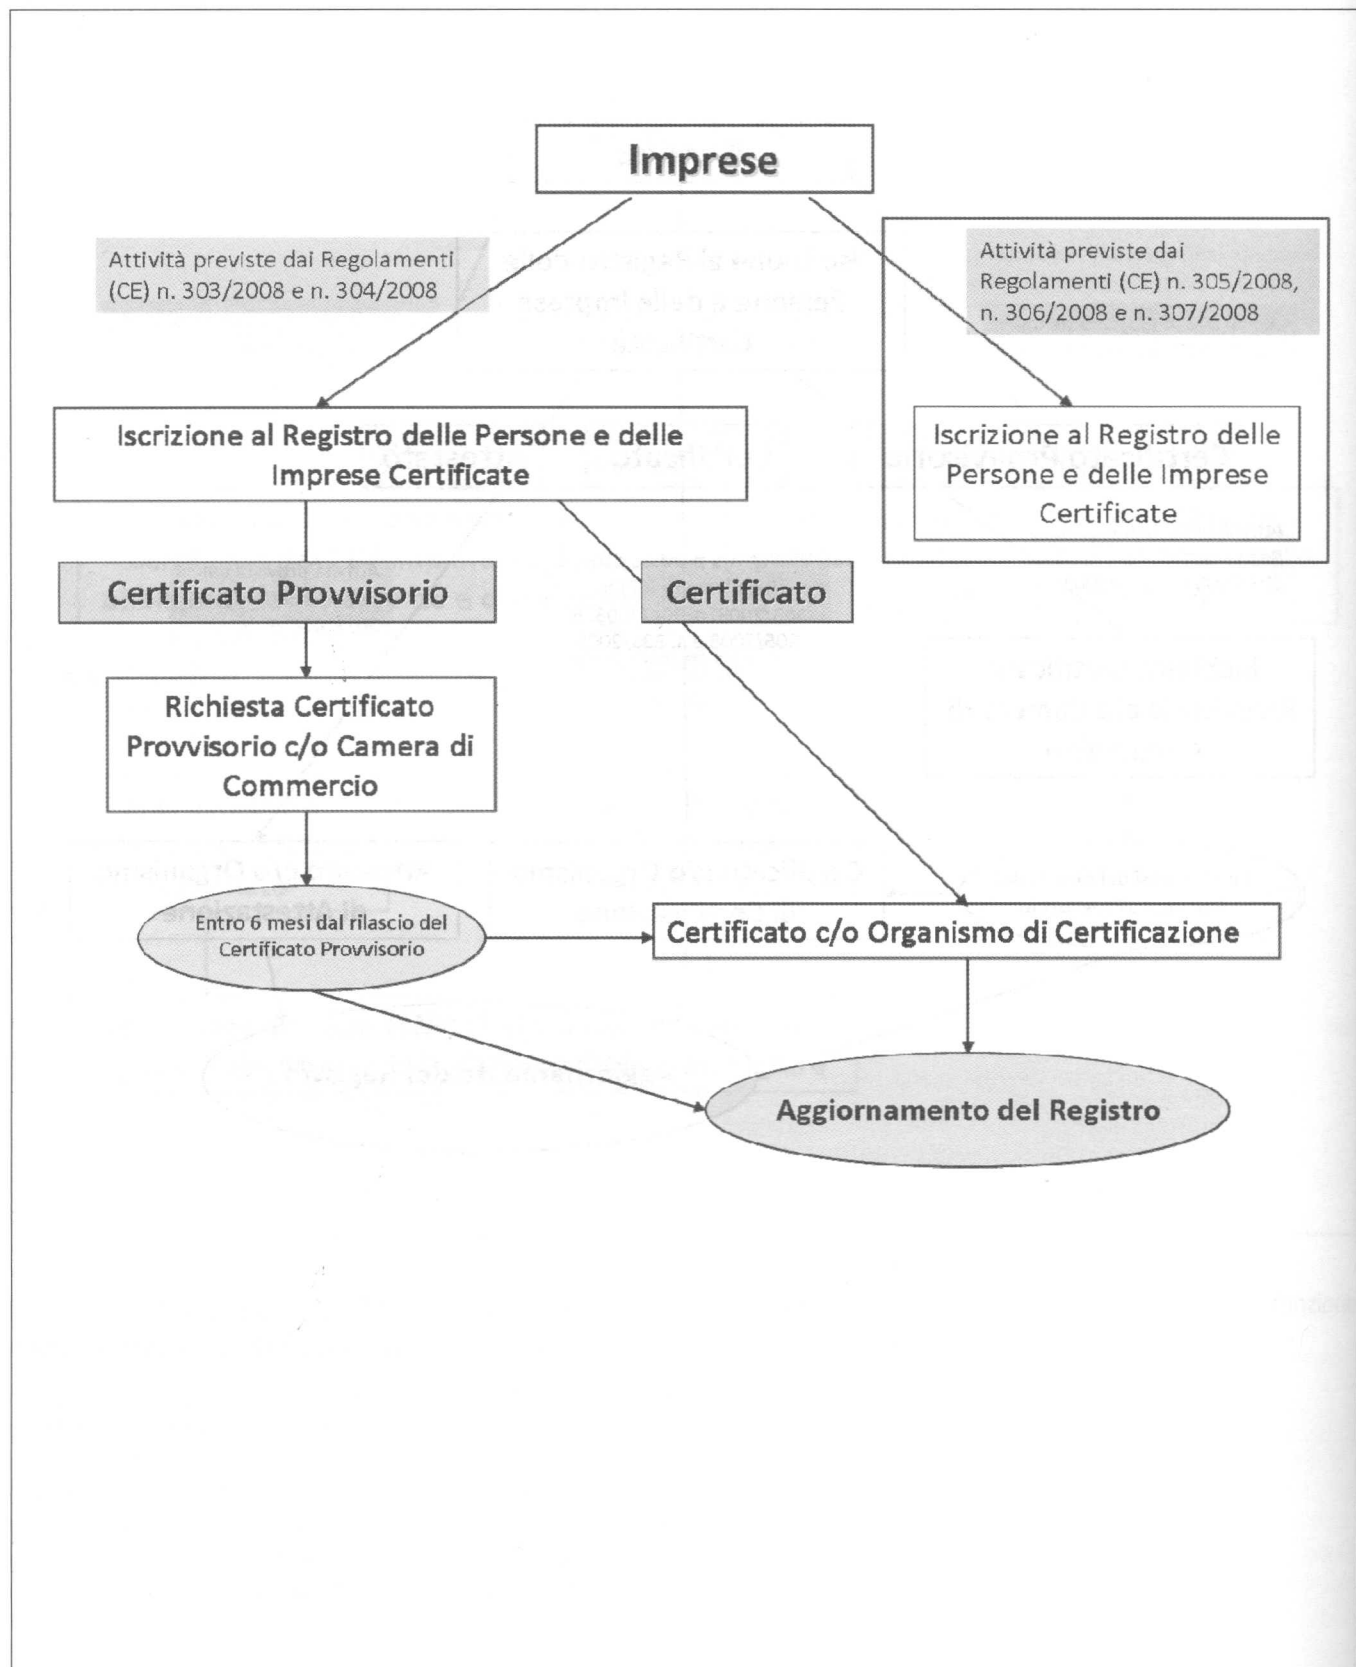 Imprese
Attività previste dai Regolamenti
(CE) n. 303/2008 e n. 304/2008
Attività previste dai
Regolamenti (CE) n. 305/2008,
n. 306/2008 e n. 307/2008
Iscrizione al Registro delle Persone e delle
Imprese Certificate
Iscrizione al Registro delle
Persone e delle Imprese
Certificate
Certificato Provvisorio
Certificato
Richiesta Certificato
Provvisorio c/o Camera di
Commercio
Entro 6 mesi dal rilascio del
Certificato Provvisorio
Certificato c/o Organismo di Certificazione
Aggiornamento del Registro